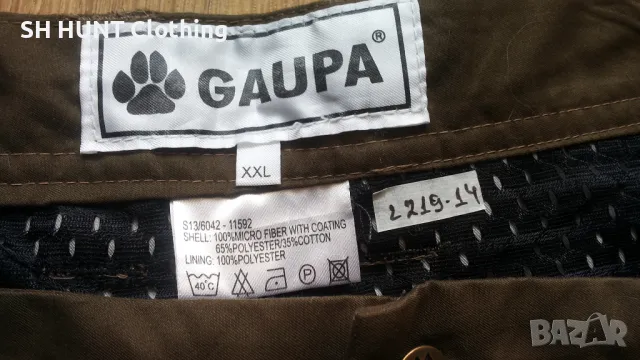 SH HUNT Clothing
GAUPA®
XXL
S13/6042 - 11592
SHELL: 100%MICRO FIBER WITH COATING
65%POLYESTER/35%COTTON
LINING: 100%POLYESTER
40°C
P
2219-14
BAZAR